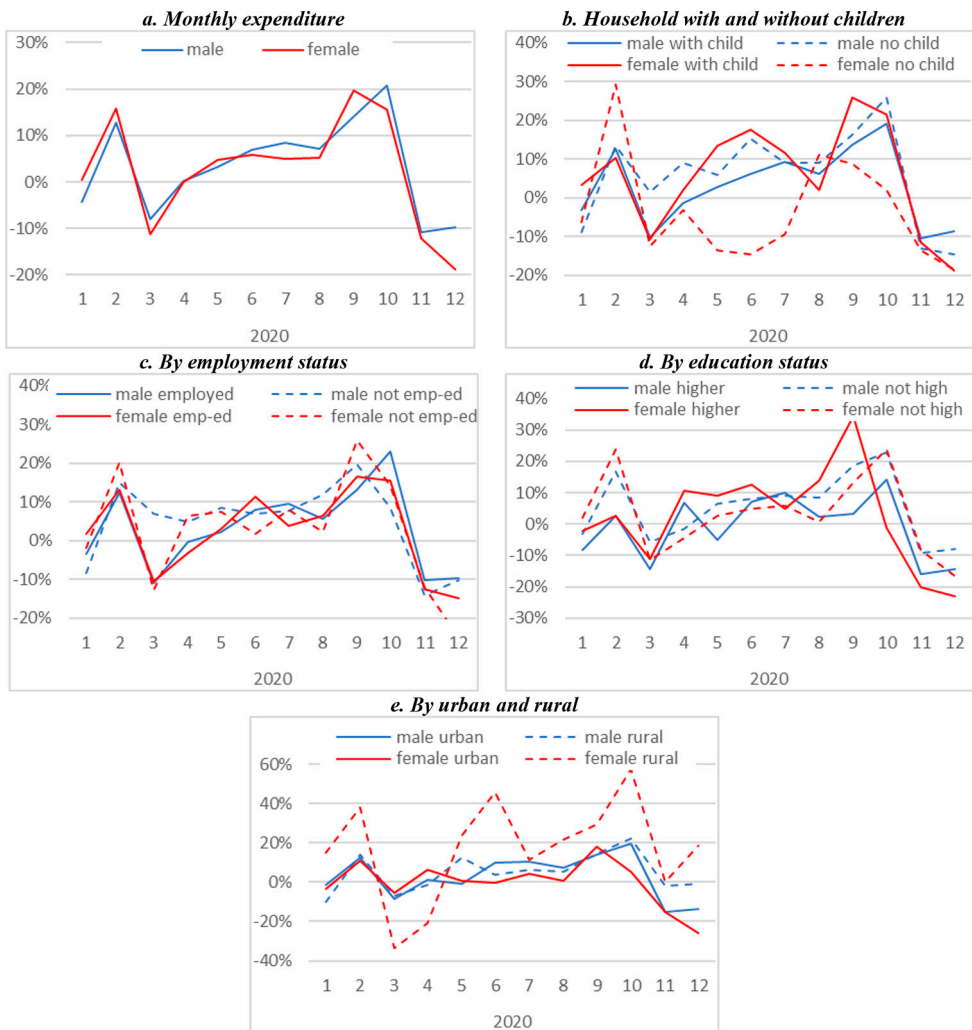 a. Monthly expenditure
30%
male female
20%
10%
0%
-10%
-20%
1 2 3 4 5 6 7 8 9 10 11 12
2020
b. Household with and without children
40%
male with child male no child
30%
female with child female no child
20%
10%
0%
-10%
-20%
1 2 3 4 5 6 7 8 9 10 11 12
2020
c. By employment status
40%
male employed male not emp-ed
30%
female emp-ed female not emp-ed
20%
10%
0%
-10%
-20%
1 2 3 4 5 6 7 8 9 10 11 12
2020
d. By education status
40%
male higher male not high
female higher female not high
30%
20%
10%
0%
-10%
-20%
-30%
1 2 3 4 5 6 7 8 9 10 11 12
2020
e. By urban and rural
male urban male rural
female urban female rural
60%
40%
20%
0%
-20%
-40%
1 2 3 4 5 6 7 8 9 10 11 12
2020